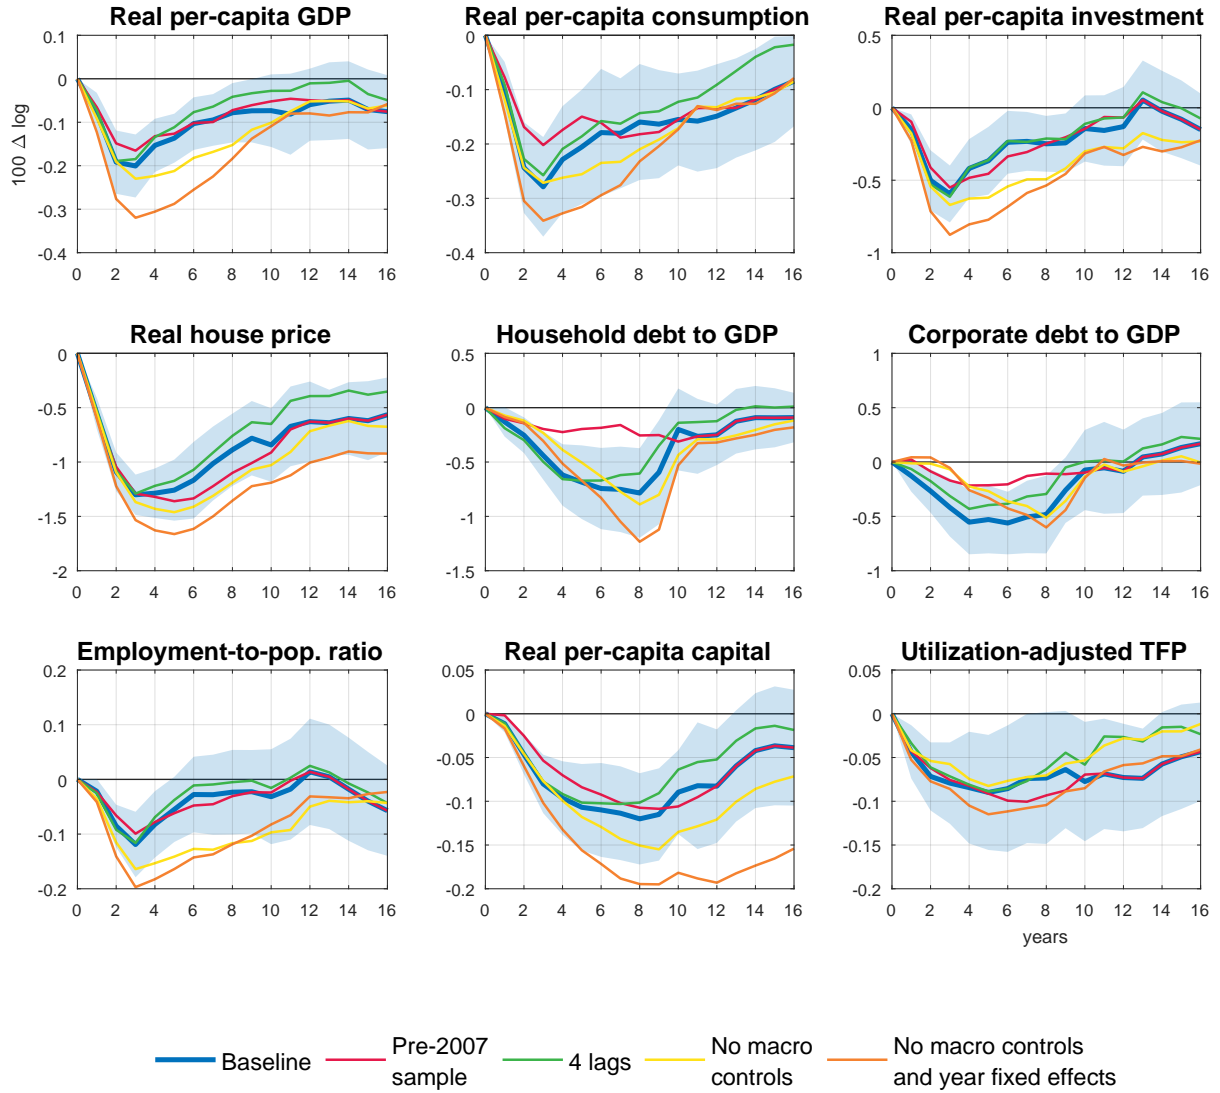 Real per-capita GDP
Real per-capita consumption
Real per-capita investment
100 Δ log
0.1
0
-0.1
-0.2
-0.3
-0.4
0 2 4 6 8 10 12 14 16
0
-0.1
-0.2
-0.3
-0.4
0 2 4 6 8 10 12 14 16
0.5
0
-0.5
-1
0 2 4 6 8 10 12 14 16
Real house price
Household debt to GDP
Corporate debt to GDP
0
-0.5
-1
-1.5
-2
0 2 4 6 8 10 12 14 16
0.5
0
-0.5
-1
-1.5
0 2 4 6 8 10 12 14 16
1
0.5
0
-0.5
-1
0 2 4 6 8 10 12 14 16
Employment-to-pop. ratio
Real per-capita capital
Utilization-adjusted TFP
0.2
0.1
0
-0.1
-0.2
0 2 4 6 8 10 12 14 16
0.05
0
-0.05
-0.1
-0.15
-0.2
0 2 4 6 8 10 12 14 16
0.05
0
-0.05
-0.1
-0.15
-0.2
0 2 4 6 8 10 12 14 16
years
Baseline
Pre-2007
sample
4 lags
No macro
controls
No macro controls
and year fixed effects